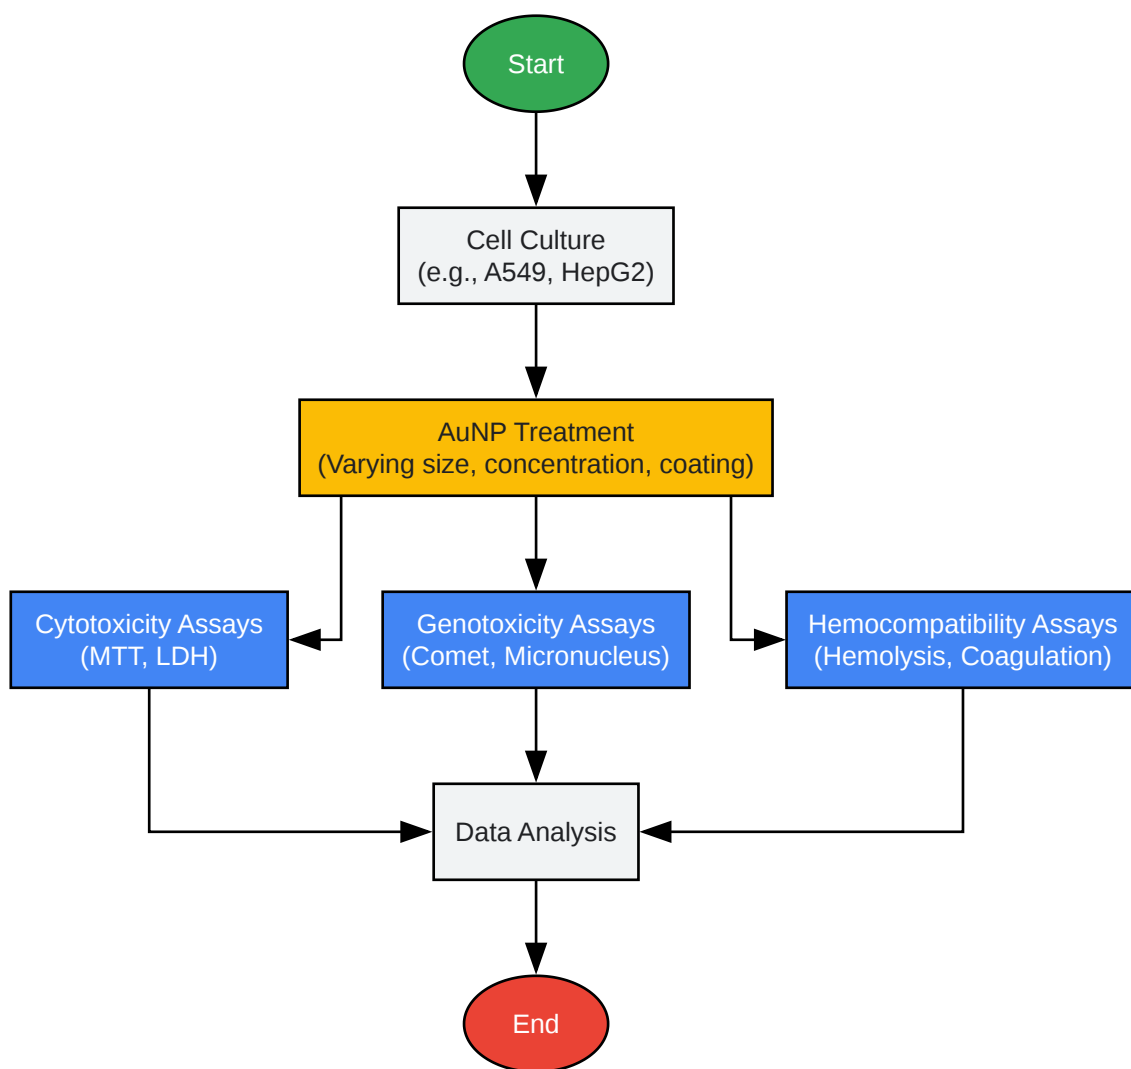 Start
Cell Culture
(e.g., A549, HepG2)
AuNP Treatment
(Varying size, concentration, coating)
Cytotoxicity Assays
(MTT, LDH)
Genotoxicity Assays
(Comet, Micronucleus)
Hemocompatibility Assays
(Hemolysis, Coagulation)
Data Analysis
End